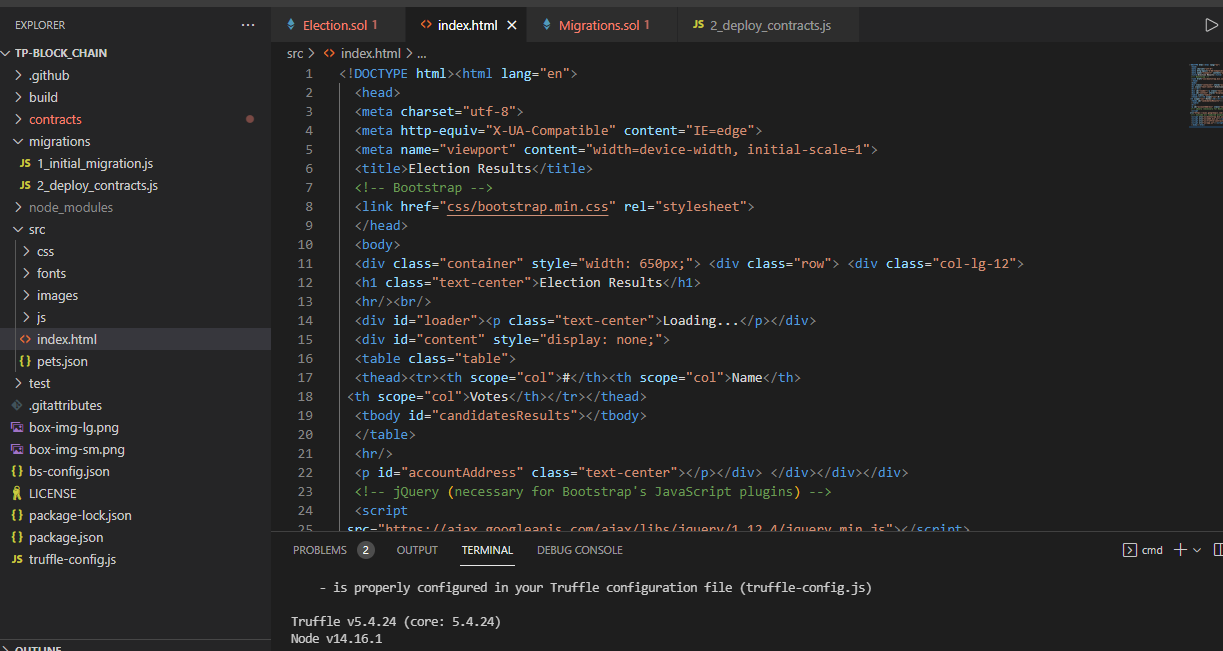 EXPLORER ...
TP-BLOCK_CHAIN
.github
build
contracts
migrations
JS 1_initial_migration.js
JS 2_deploy_contracts.js
node_modules
src
css
fonts
images
js
<> index.html
{} pets.json
test
.gitattributes
box-img-lg.png
box-img-sm.png
{} bs-config.json
LICENSE
{} package-lock.json
{} package.json
JS truffle-config.js
OUTLINE
Election.sol 1
<> index.html
Migrations.sol 1
JS 2_deploy_contracts.js
src > <> index.html > ...
1 <!DOCTYPE html><html lang="en">
2 <head>
3 <meta charset="utf-8">
4 <meta http-equiv="X-UA-Compatible" content="IE=edge">
5 <meta name="viewport" content="width=device-width, initial-scale=1">
6 <title>Election Results</title>
7 <!-- Bootstrap -->
8 <link href="css/bootstrap.min.css" rel="stylesheet">
9 </head>
10 <body>
11 <div class="container" style="width: 650px;"> <div class="row"> <div class="col-lg-12">
12 <h1 class="text-center">Election Results</h1>
13 <hr/><br/>
14 <div id="loader"><p class="text-center">Loading...</p></div>
15 <div id="content" style="display: none;">
16 <table class="table">
17 <thead><tr><th scope="col">#</th><th scope="col">Name</th>
18 <th scope="col">Votes</th></tr></thead>
19 <tbody id="candidatesResults"></tbody>
20 </table>
21 <hr/>
22 <p id="accountAddress" class="text-center"></p></div> </div></div></div>
23 <!-- jQuery (necessary for Bootstrap's JavaScript plugins) -->
24 <script
25 src="https://ajax.googleapis.com/ajax/libs/jquery/1.12.4/jquery.min.js"></script>
PROBLEMS 2 OUTPUT TERMINAL DEBUG CONSOLE cmd
- is properly configured in your Truffle configuration file (truffle-config.js)
Truffle v5.4.24 (core: 5.4.24)
Node v14.16.1